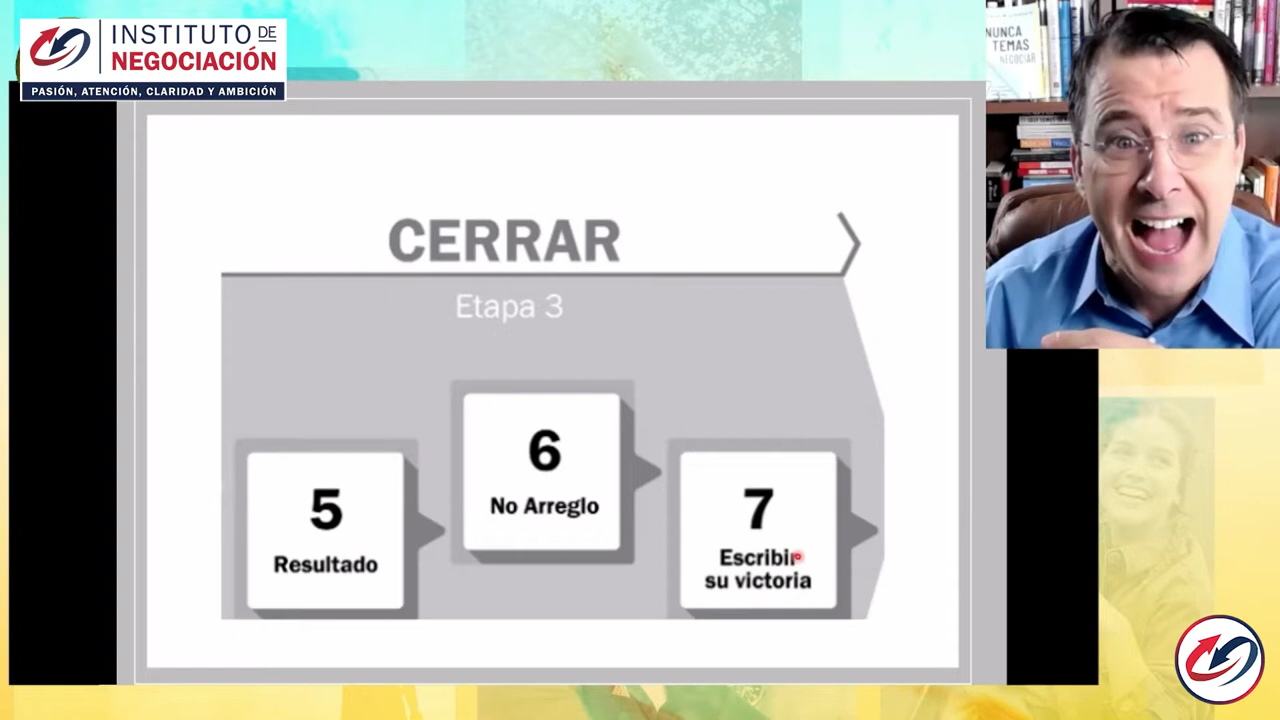 INSTITUTO DE
NEGOCIACIÓN
PASIÓN, ATENCIÓN, CLARIDAD Y AMBICIÓN
NUNCA
TEMAS
NEGOCIAR
CERRAR
Etapa 3
5
Resultado
6
No Arreglo
7
Escribir
su victoria